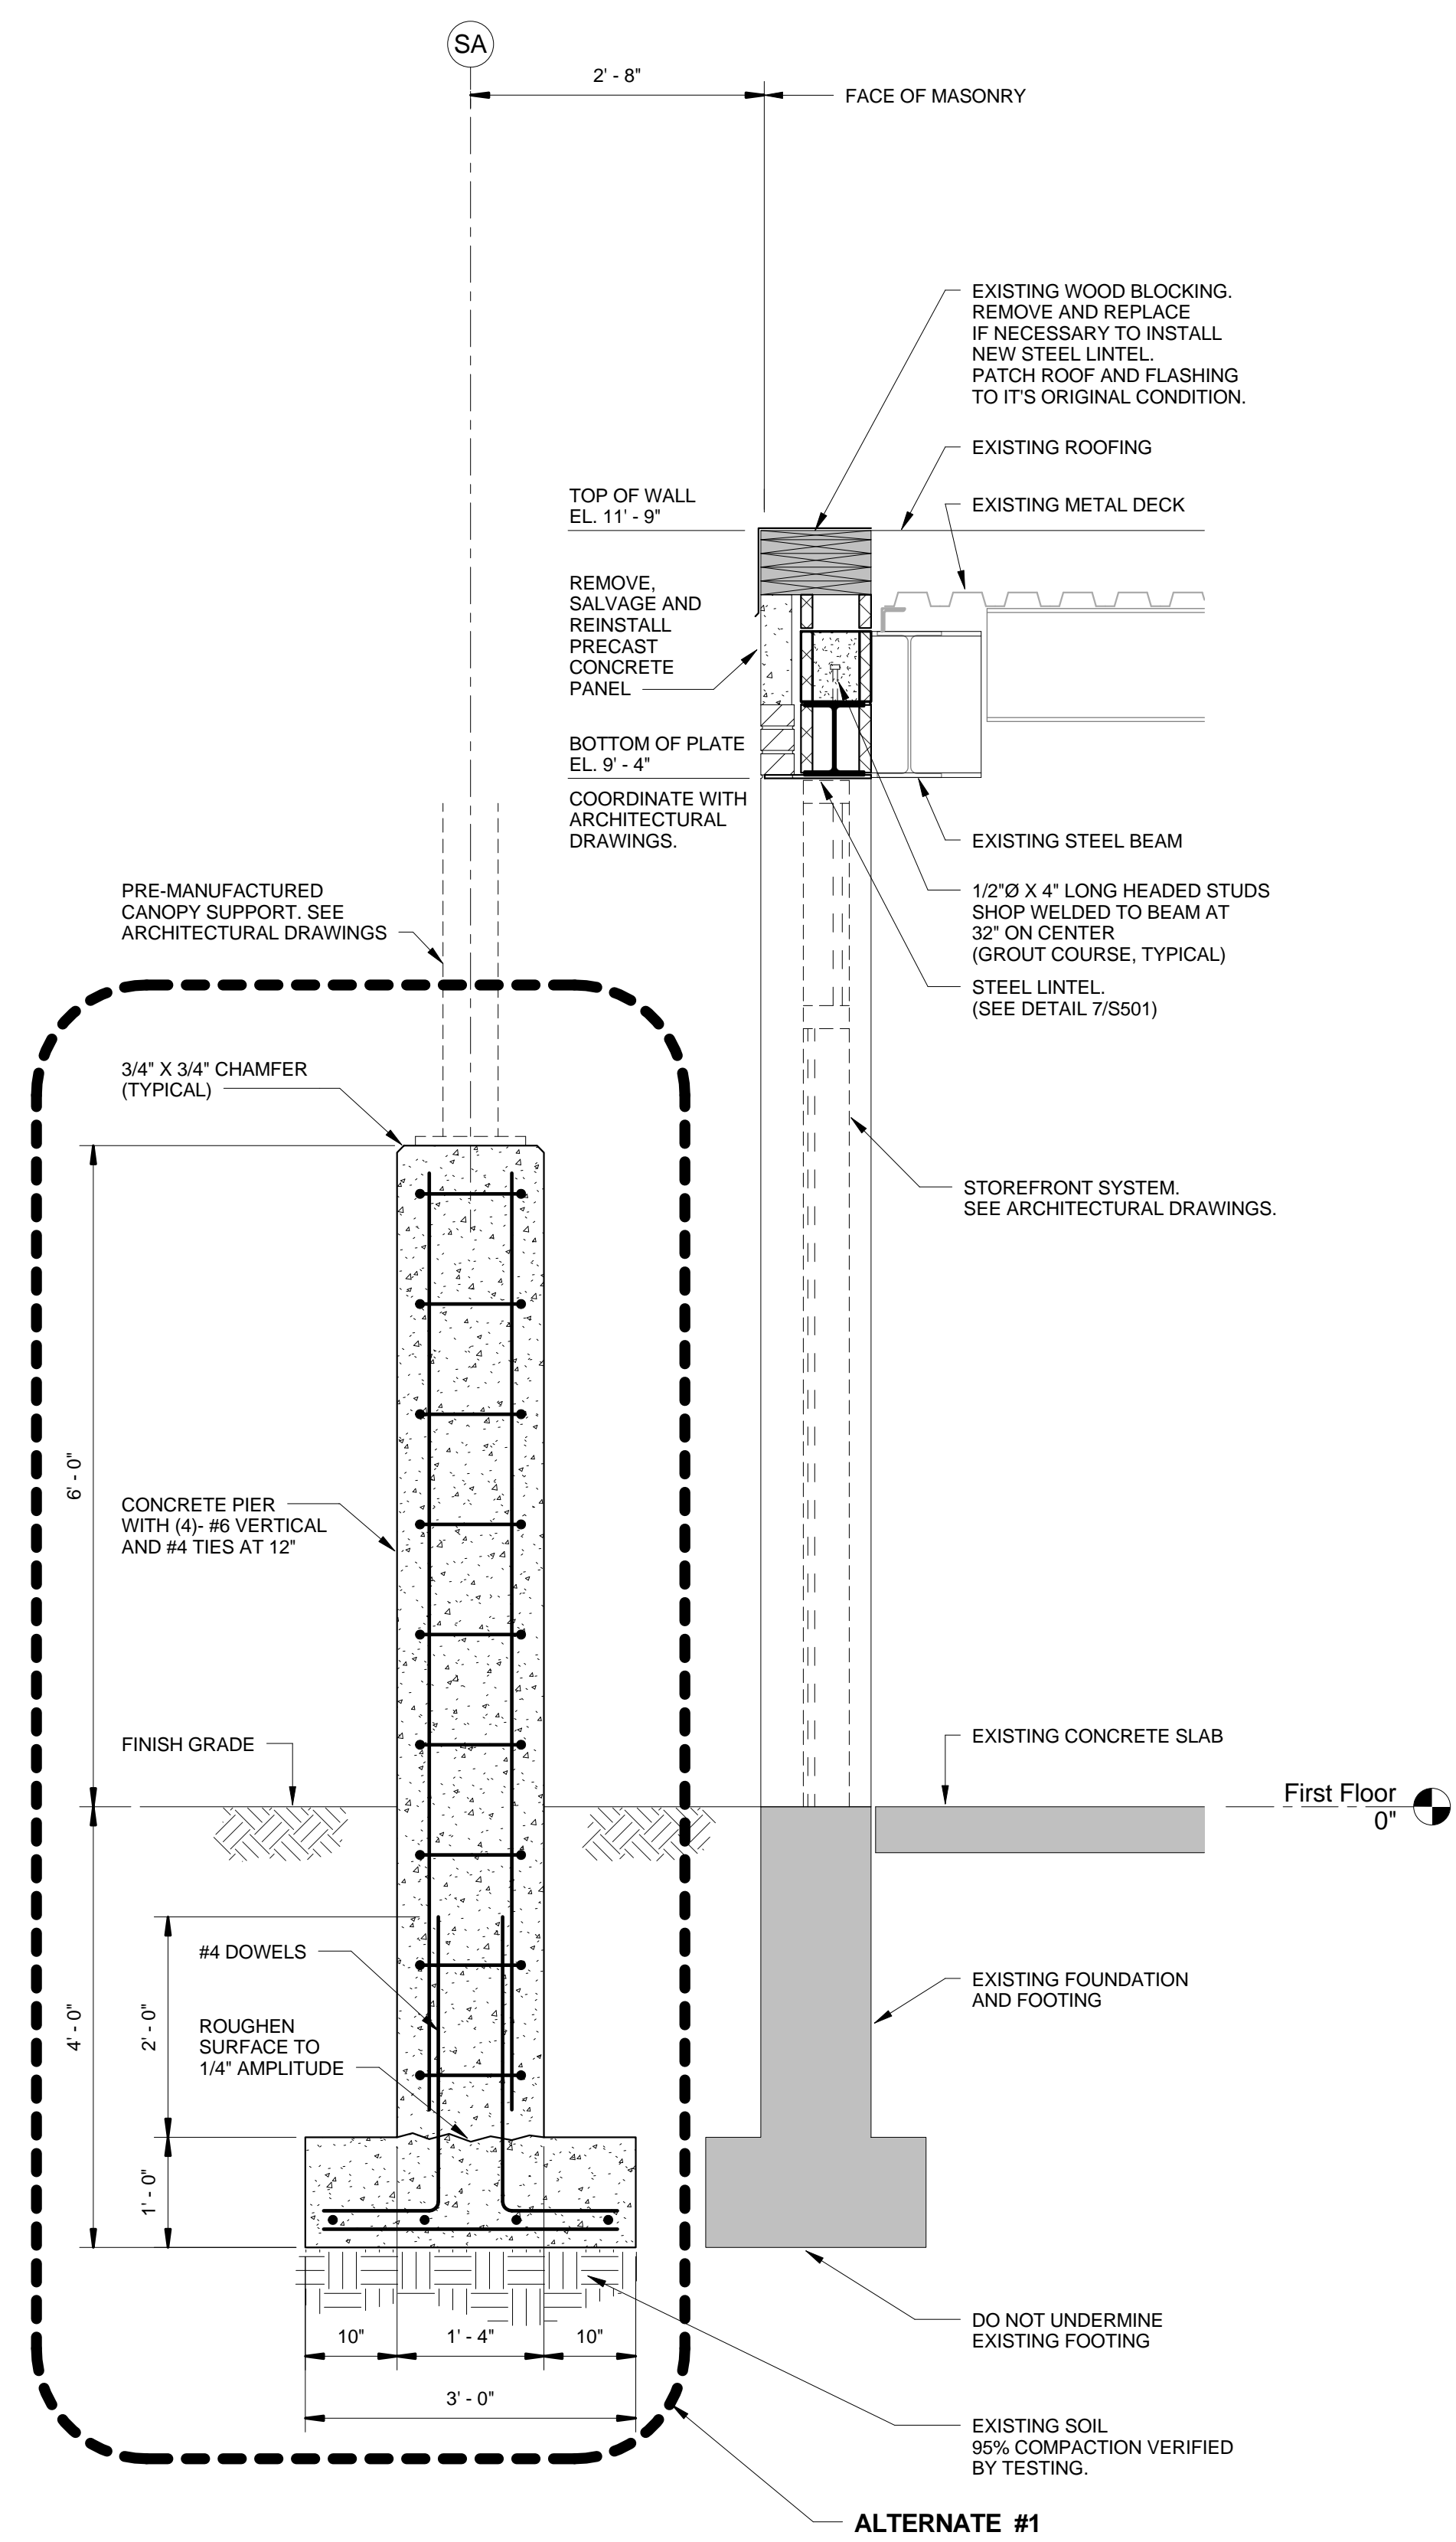 SA
2' - 8"
FACE OF MASONRY
EXISTING WOOD BLOCKING.
REMOVE AND REPLACE
IF NECESSARY TO INSTALL
NEW STEEL LINTEL.
PATCH ROOF AND FLASHING
TO IT'S ORIGINAL CONDITION.
EXISTING ROOFING
TOP OF WALL
EL. 11' - 9"
EXISTING METAL DECK
REMOVE,
SALVAGE AND
REINSTALL
PRECAST
CONCRETE
PANEL
BOTTOM OF PLATE
EL. 9' - 4"
COORDINATE WITH
ARCHITECTURAL
DRAWINGS.
EXISTING STEEL BEAM
PRE-MANUFACTURED
CANOPY SUPPORT. SEE
ARCHITECTURAL DRAWINGS
1/2"Ø X 4" LONG HEADED STUDS
SHOP WELDED TO BEAM AT
32" ON CENTER
(GROUT COURSE, TYPICAL)
STEEL LINTEL.
(SEE DETAIL 7/S501)
3/4" X 3/4" CHAMFER
(TYPICAL)
STOREFRONT SYSTEM.
SEE ARCHITECTURAL DRAWINGS.
6' - 0"
CONCRETE PIER
WITH (4)- #6 VERTICAL
AND #4 TIES AT 12"
FINISH GRADE
EXISTING CONCRETE SLAB
First Floor
0"
#4 DOWELS
EXISTING FOUNDATION
AND FOOTING
4' - 0"
2' - 0"
ROUGHEN
SURFACE TO
1/4" AMPLITUDE
1' - 0"
DO NOT UNDERMINE
EXISTING FOOTING
10"
1' - 4"
10"
3' - 0"
EXISTING SOIL
95% COMPACTION VERIFIED
BY TESTING.
ALTERNATE #1